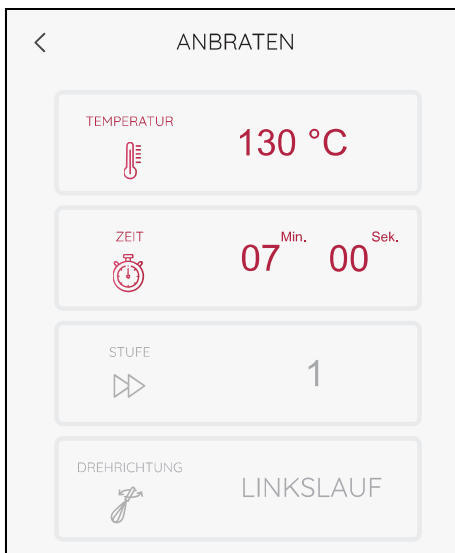 ANBRATEN
TEMPERATUR
130 °C
ZEIT
07 Min. 00 Sek.
STUFE
1
DREHRICHTUNG
LINKSLAUF